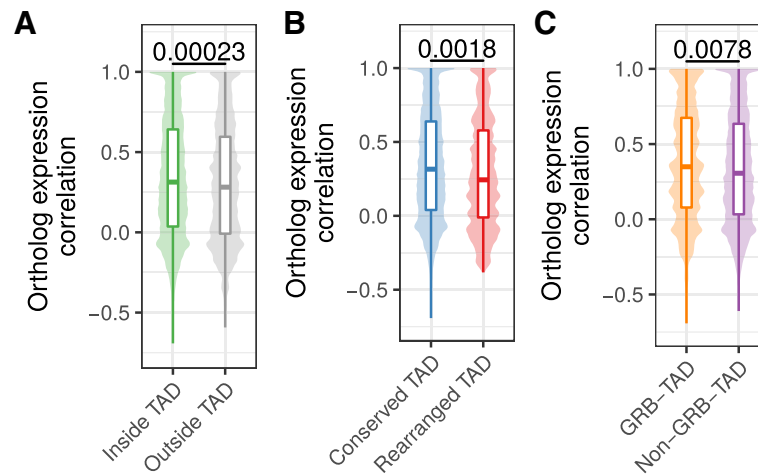 A
0.00023
Ortholog expression
correlation
1.0
0.5
0.0
−0.5
Inside TAD
Outside TAD
B
0.0018
Ortholog expression
correlation
1.0
0.5
0.0
−0.5
Conserved TAD
Rearranged TAD
C
0.0078
Ortholog expression
correlation
1.0
0.5
0.0
−0.5
GRB−TAD
Non−GRB−TAD